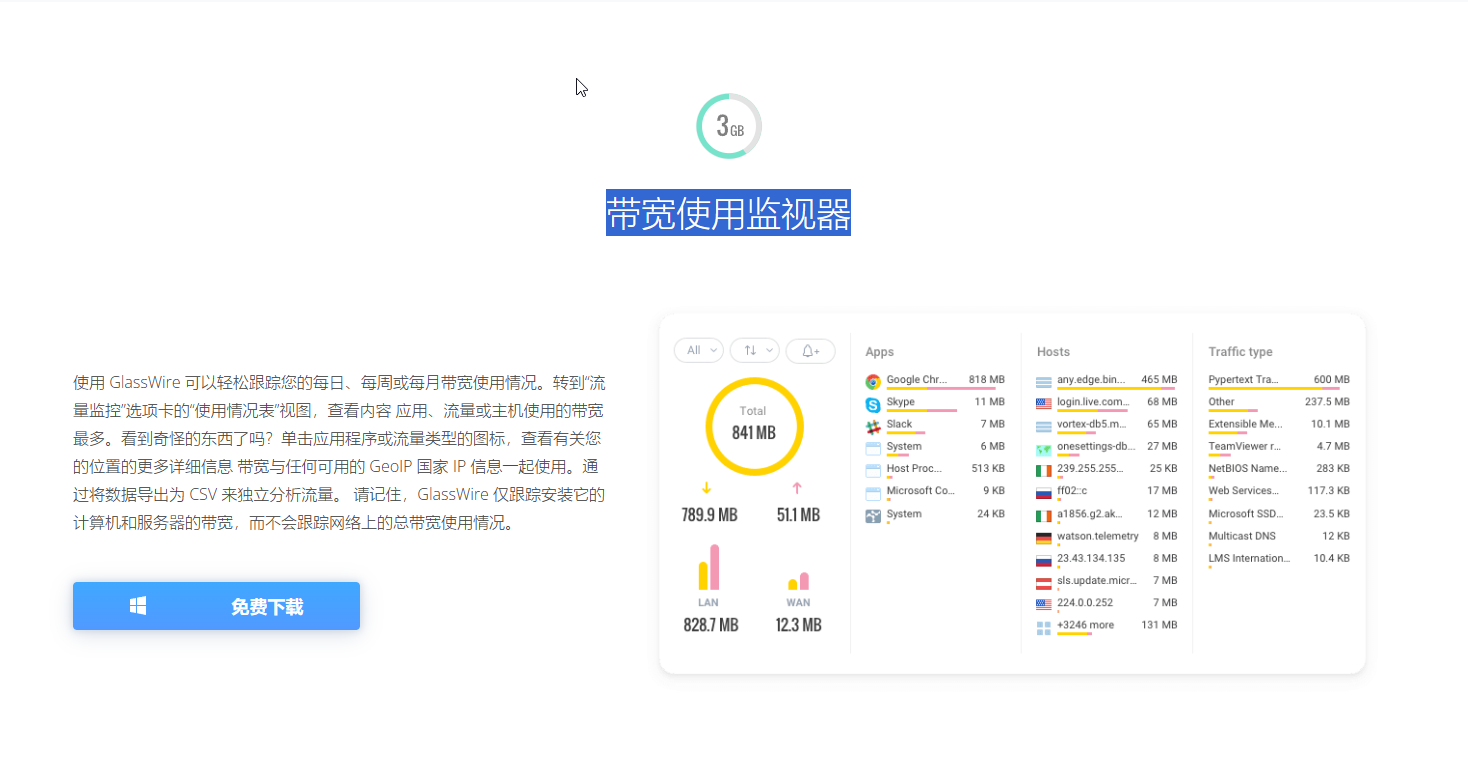 3 GB
带宽使用监视器
使用 GlassWire 可以轻松跟踪您的每日、每周或每月带宽使用情况。转到“流
量监控”选项卡的“使用情况表”视图，查看内容 应用、流量或主机使用的带宽
最多。看到奇怪的东西了吗？单击应用程序或流量类型的图标，查看有关您
的位置的更多详细信息 带宽与任何可用的 GeoIP 国家 IP 信息一起使用。通
过将数据导出为 CSV 来独立分析流量。 请记住，GlassWire 仅跟踪安装它的
计算机和服务器的带宽，而不会跟踪网络上的总带宽使用情况。
免费下载
All
Total
841 MB
789.9 MB 51.1 MB
LAN WAN
828.7 MB 12.3 MB
Apps
Google Chr... 818 MB
Skype 11 MB
Slack 7 MB
System 6 MB
Host Proc... 513 KB
Microsoft Co... 9 KB
System 24 KB
Hosts
any.edge.bin... 465 MB
login.live.com... 68 MB
vortex-db5.m... 65 MB
onesettings-db... 27 MB
239.255.255... 25 KB
ff02::c 17 MB
a1856.g2.ak... 12 MB
watson.telemetry 8 MB
23.43.134.135 8 MB
sls.update.micr... 7 MB
224.0.0.252 7 MB
+3246 more 131 MB
Traffic type
Pypertext Tra... 600 MB
Other 237.5 MB
Extensible Me... 10.1 MB
TeamViewer r... 4.7 MB
NetBIOS Name... 283 KB
Web Services... 117.3 KB
Microsoft SSD... 23.5 KB
Multicast DNS 12 KB
LMS Internation... 10.4 KB